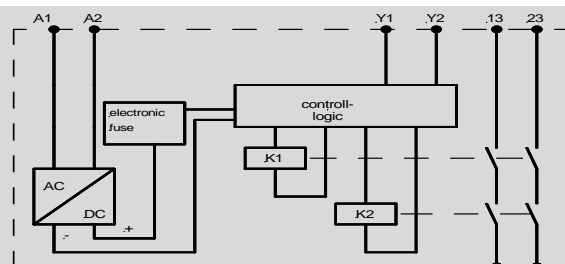 A1 A2 Y1 Y2 13 23
electronic
fuse
controll-
logic
K1
AC
DC
K2
- +